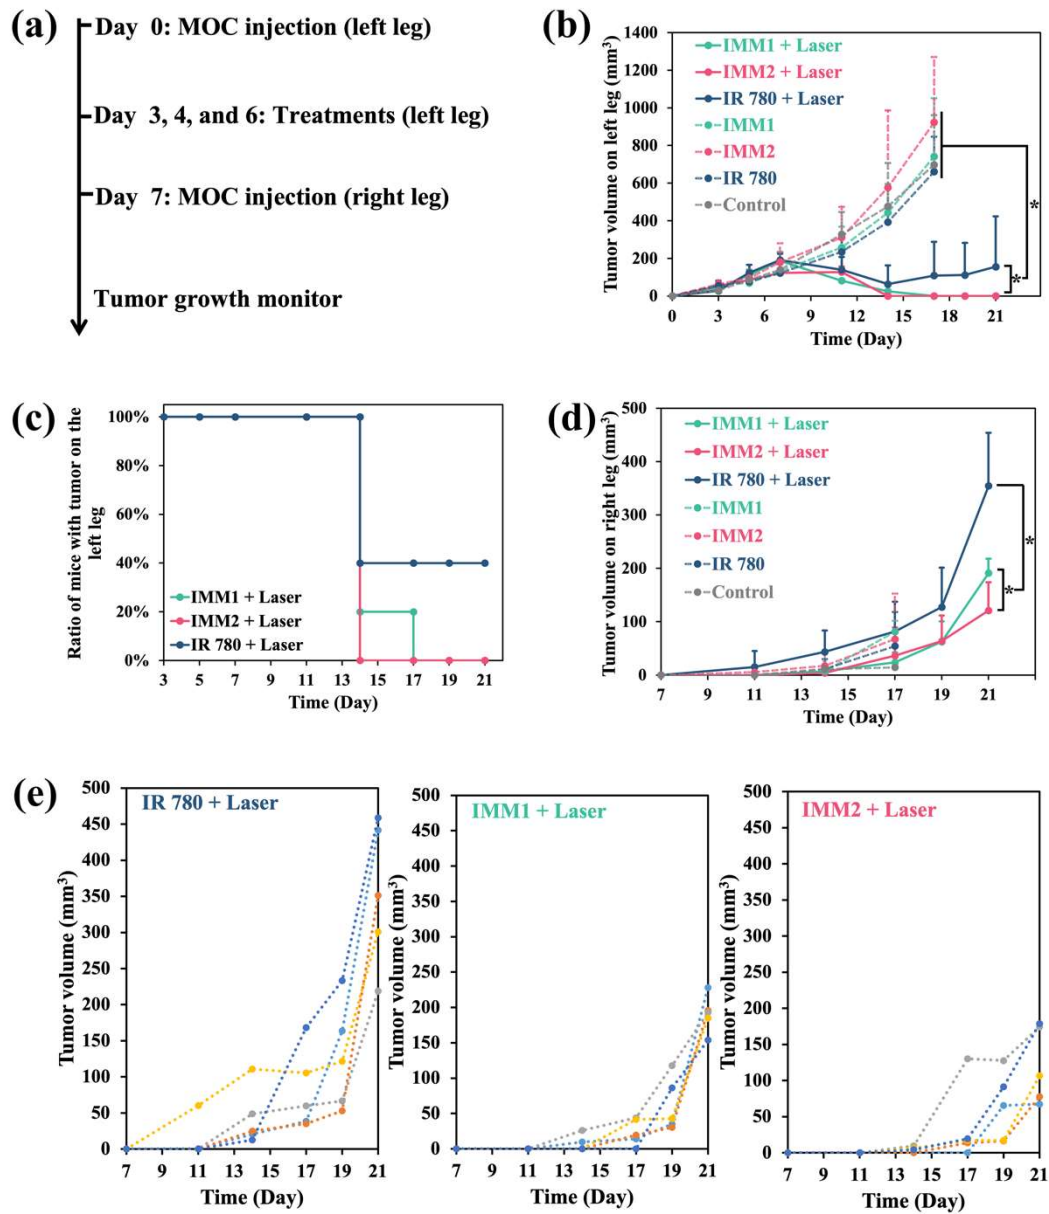 (a)
Day 0: MOC injection (left leg)
Day 3, 4, and 6: Treatments (left leg)
Day 7: MOC injection (right leg)
Tumor growth monitor
(b)
Tumor volume on left leg (mm³)
1400
1200
1000
800
600
400
200
0
IMM1 + Laser
IMM2 + Laser
IR 780 + Laser
IMM1
IMM2
IR 780
Control
*
*
0 3 6 7 9 11 13 15 17 19 21
Time (Day)
(c)
Ratio of mice with tumor on the
left leg
100%
80%
60%
40%
20%
0%
IMM1 + Laser
IMM2 + Laser
IR 780 + Laser
3 5 7 9 11 13 15 17 19 21
Time (Day)
(d)
Tumor volume on right leg (mm³)
500
400
300
200
100
0
IMM1 + Laser
IMM2 + Laser
IR 780 + Laser
IMM1
IMM2
IR 780
Control
*
*
7 9 11 13 15 17 19 21
Time (Day)
(e)
IR 780 + Laser
Tumor volume (mm³)
500
450
400
350
300
250
200
150
100
50
0
7 9 11 13 15 17 19 21
Time (Day)
IMM1 + Laser
Tumor volume (mm³)
500
450
400
350
300
250
200
150
100
50
0
7 9 11 13 15 17 19 21
Time (Day)
IMM2 + Laser
Tumor volume (mm³)
500
450
400
350
300
250
200
150
100
50
0
7 9 11 13 15 17 19 21
Time (Day)